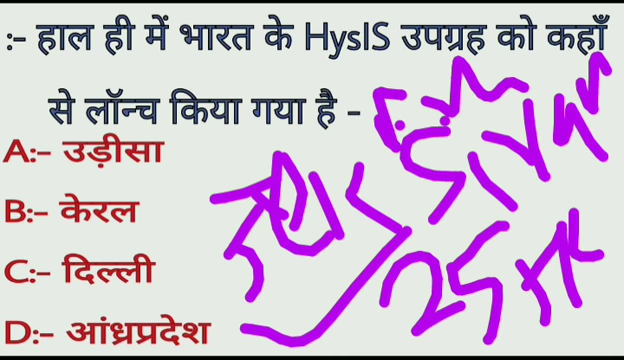 :- हाल ही में भारत के HysIS उपग्रह को कहाँ
से लॉन्च किया गया है -
A:- उड़ीसा
B:- केरल
C:- दिल्ली
D:- आंध्रप्रदेश